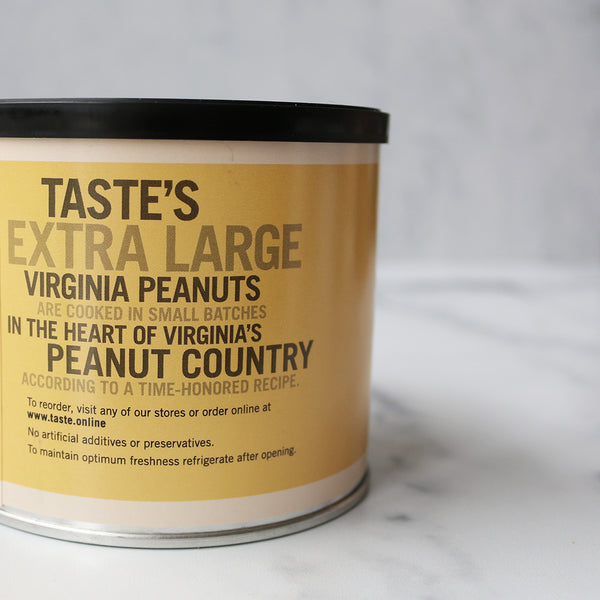 TASTE'S
EXTRA LARGE
VIRGINIA PEANUTS
ARE COOKED IN SMALL BATCHES
IN THE HEART OF VIRGINIA'S
PEANUT COUNTRY
ACCORDING TO A TIME-HONORED RECIPE.
To reorder, visit any of our stores or order online at
www.taste.online
No artificial additives or preservatives.
To maintain optimum freshness refrigerate after opening.